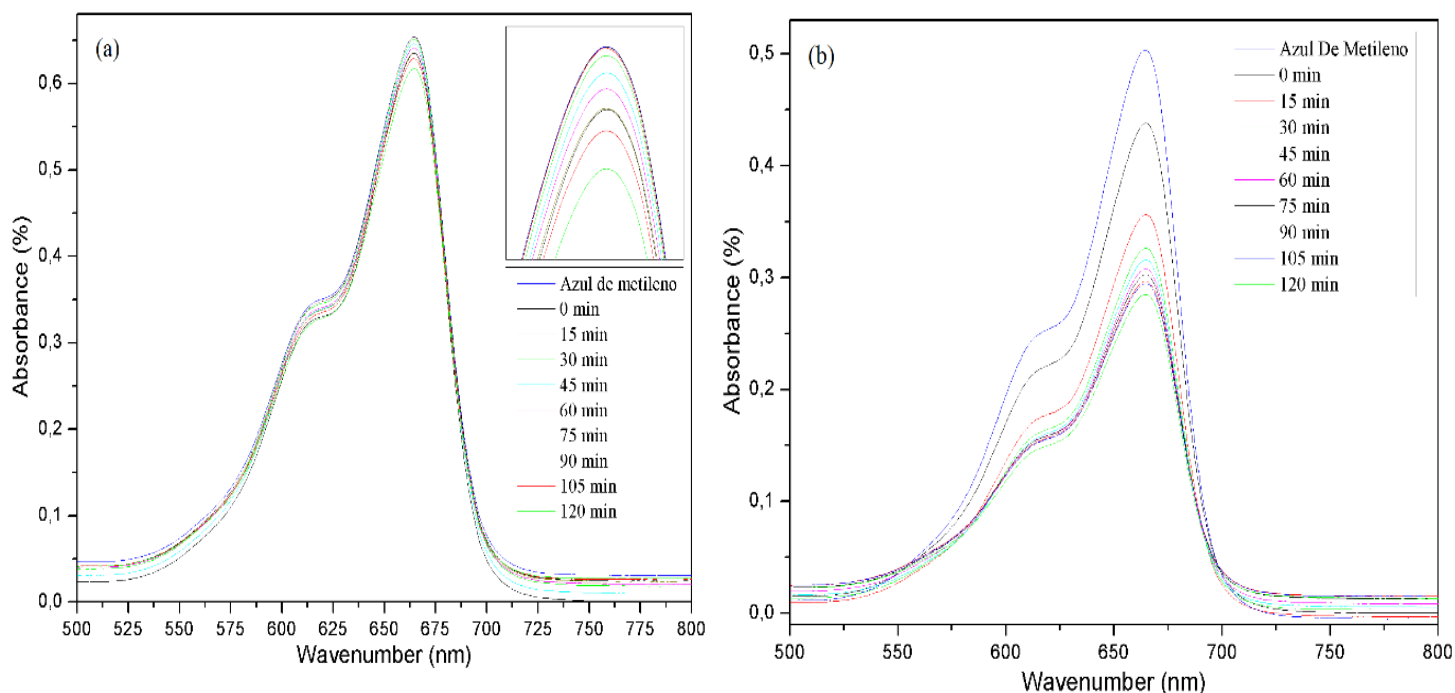 (a)
Absorbance (%)
0,6
0,5
0,4
0,3
0,2
0,1
0,0
500 525 550 575 600 625 650 675 700 725 750 775 800
Wavenumber (nm)
Azul de metileno
0 min
15 min
30 min
45 min
60 min
75 min
90 min
105 min
120 min
(b)
Absorbance (%)
0,5
0,4
0,3
0,2
0,1
0,0
500 550 600 650 700 750 800
Wavenumber (nm)
Azul De Metileno
0 min
15 min
30 min
45 min
60 min
75 min
90 min
105 min
120 min